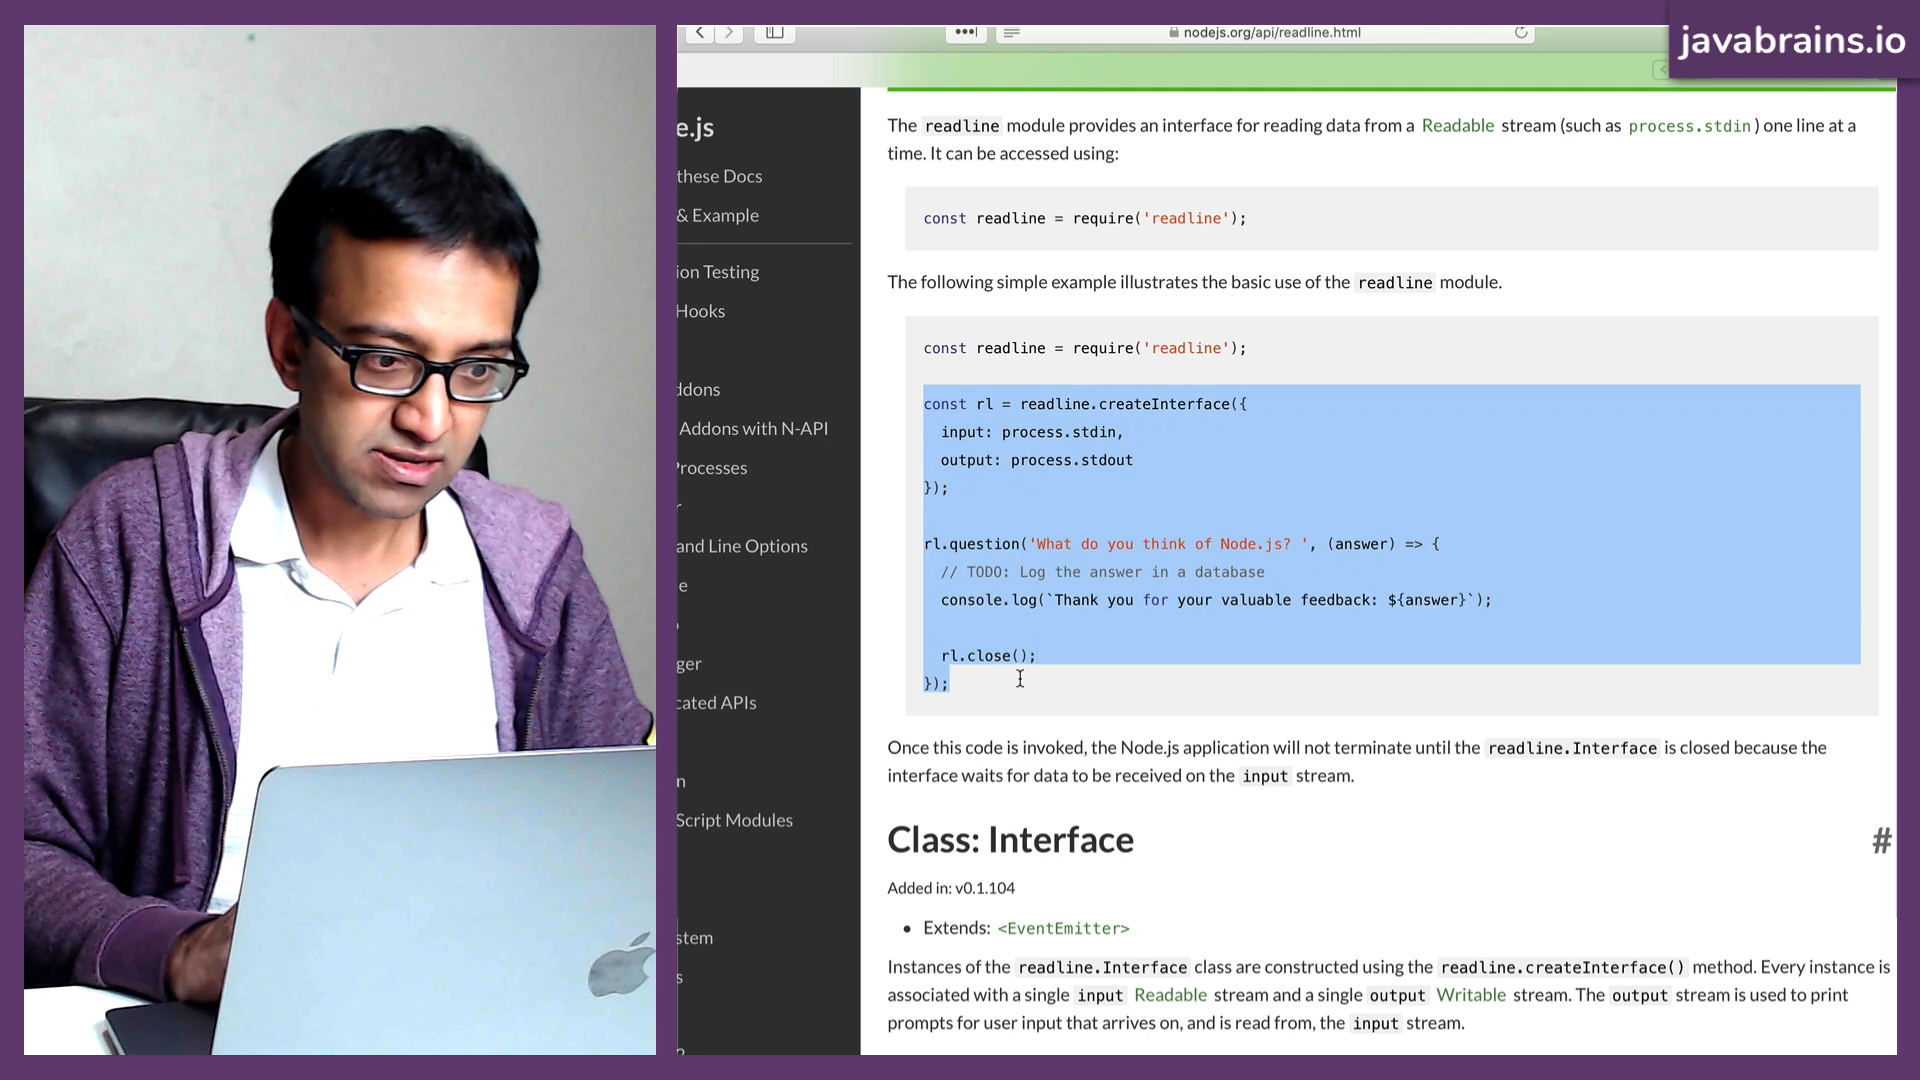 nodejs.org/api/readline.html
javabrains.io
e.js
these Docs
& Example
ion Testing
Hooks
ddons
Addons with N-API
Processes
and Line Options
e
ger
cated APIs
n
Script Modules
stem
s
The readline module provides an interface for reading data from a Readable stream (such as process.stdin) one line at a
time. It can be accessed using:
const readline = require('readline');
The following simple example illustrates the basic use of the readline module.
const readline = require('readline');
const rl = readline.createInterface({
input: process.stdin,
output: process.stdout
});
rl.question('What do you think of Node.js? ', (answer) => {
// TODO: Log the answer in a database
console.log(`Thank you for your valuable feedback: ${answer}`);
rl.close();
});
Once this code is invoked, the Node.js application will not terminate until the readline.Interface is closed because the
interface waits for data to be received on the input stream.
Class: Interface #
Added in: v0.1.104
• Extends: <EventEmitter>
Instances of the readline.Interface class are constructed using the readline.createInterface() method. Every instance is
associated with a single input Readable stream and a single output Writable stream. The output stream is used to print
prompts for user input that arrives on, and is read from, the input stream.